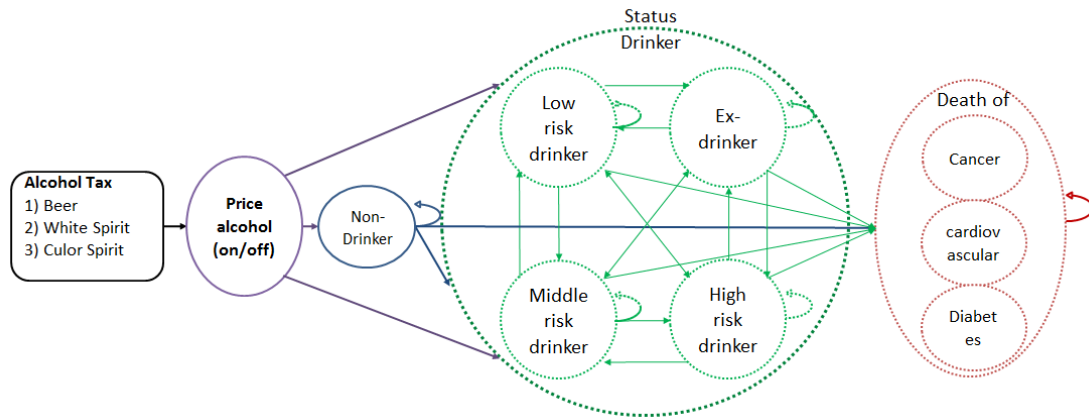 Status
Drinker
Alcohol Tax
1) Beer
2) White Spirit
3) Culor Spirit
Price
alcohol
(on/off)
Non-
Drinker
Low
risk
drinker
Ex-
drinker
Middle
risk
drinker
High
risk
drinker
Death of
Cancer
cardiov
ascular
Diabet
es